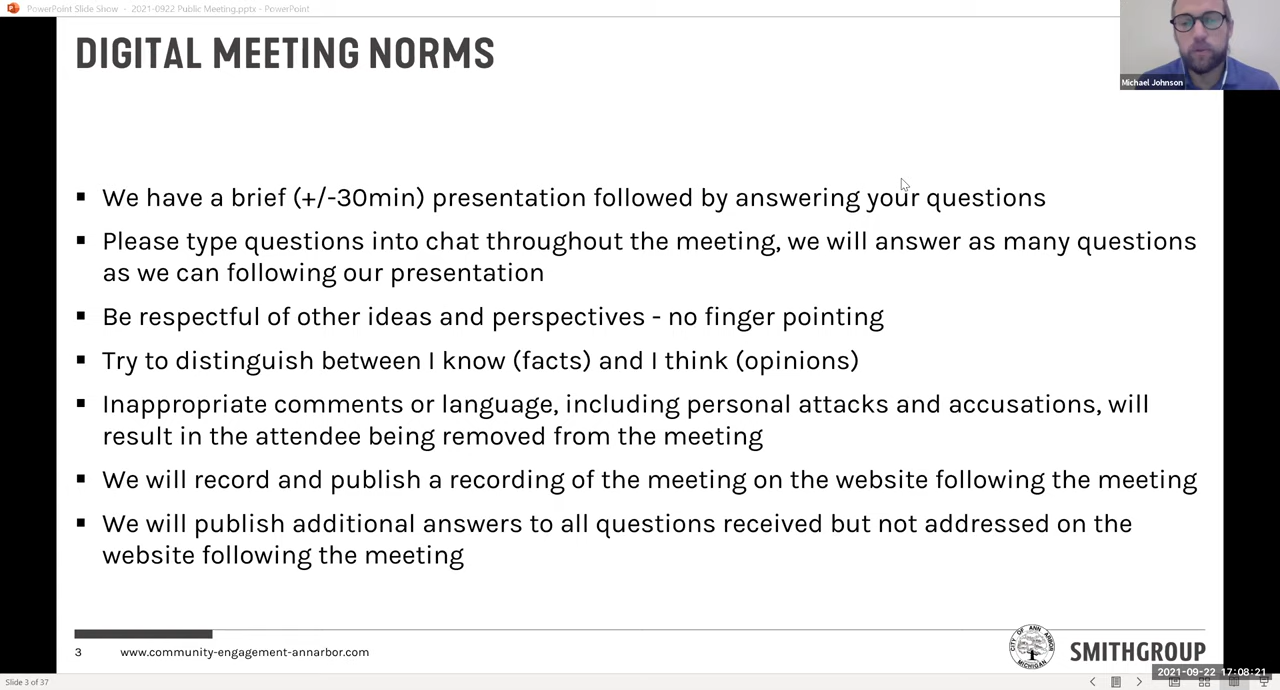 PowerPoint Slide Show - 2021-0922 Public Meeting.pptx - PowerPoint
DIGITAL MEETING NORMS
Michael Johnson
▪ We have a brief (+/-30min) presentation followed by answering your questions
▪ Please type questions into chat throughout the meeting, we will answer as many questions
as we can following our presentation
▪ Be respectful of other ideas and perspectives - no finger pointing
▪ Try to distinguish between I know (facts) and I think (opinions)
▪ Inappropriate comments or language, including personal attacks and accusations, will
result in the attendee being removed from the meeting
▪ We will record and publish a recording of the meeting on the website following the meeting
▪ We will publish additional answers to all questions received but not addressed on the
website following the meeting
3 www.community-engagement-annarbor.com
CITY OF ANN ARBOR
MICHIGAN
SMITHGROUP
2021-09-22 17:08:21
Slide 3 of 37